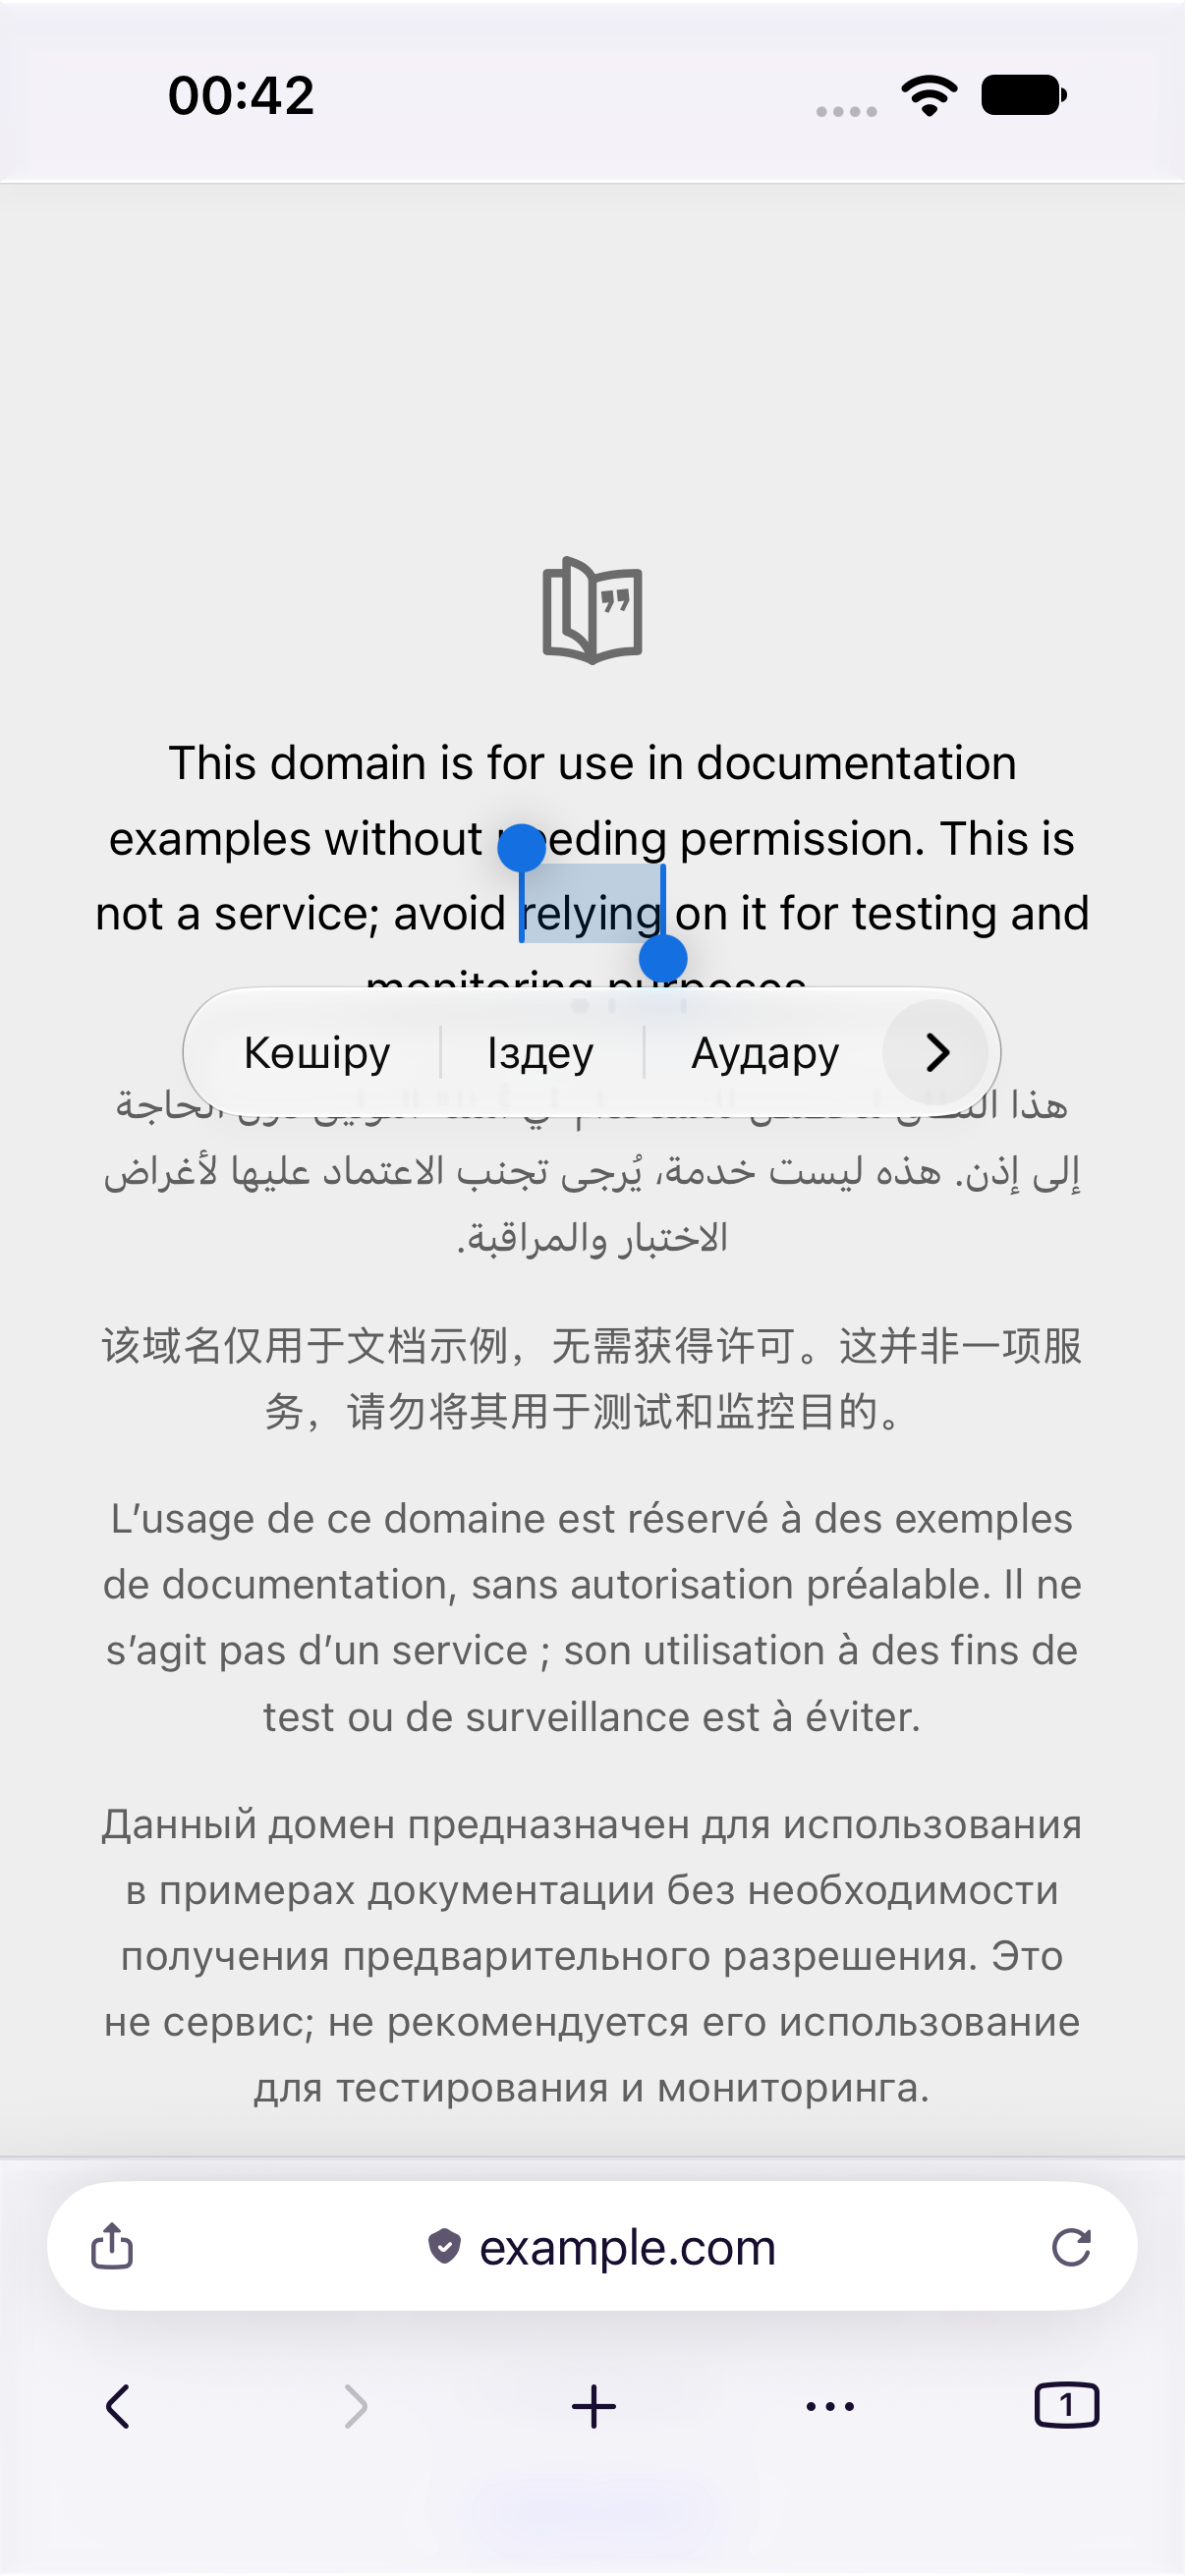 00:42
This domain is for use in documentation
examples without needing permission. This is
not a service; avoid relying on it for testing and
monitoring purposes
Көшіру Іздеу Аудару
هذا الحاجة
إلى إذن. هذه ليست خدمة، يُرجى تجنب الاعتماد عليها لأغراض
الاختبار والمراقبة.
该域名仅用于文档示例，无需获得许可。这并非一项服
务，请勿将其用于测试和监控目的。
L’usage de ce domaine est réservé à des exemples
de documentation, sans autorisation préalable. Il ne
s’agit pas d’un service ; son utilisation à des fins de
test ou de surveillance est à éviter.
Данный домен предназначен для использования
в примерах документации без необходимости
получения предварительного разрешения. Это
не сервис; не рекомендуется его использование
для тестирования и мониторинга.
example.com
1